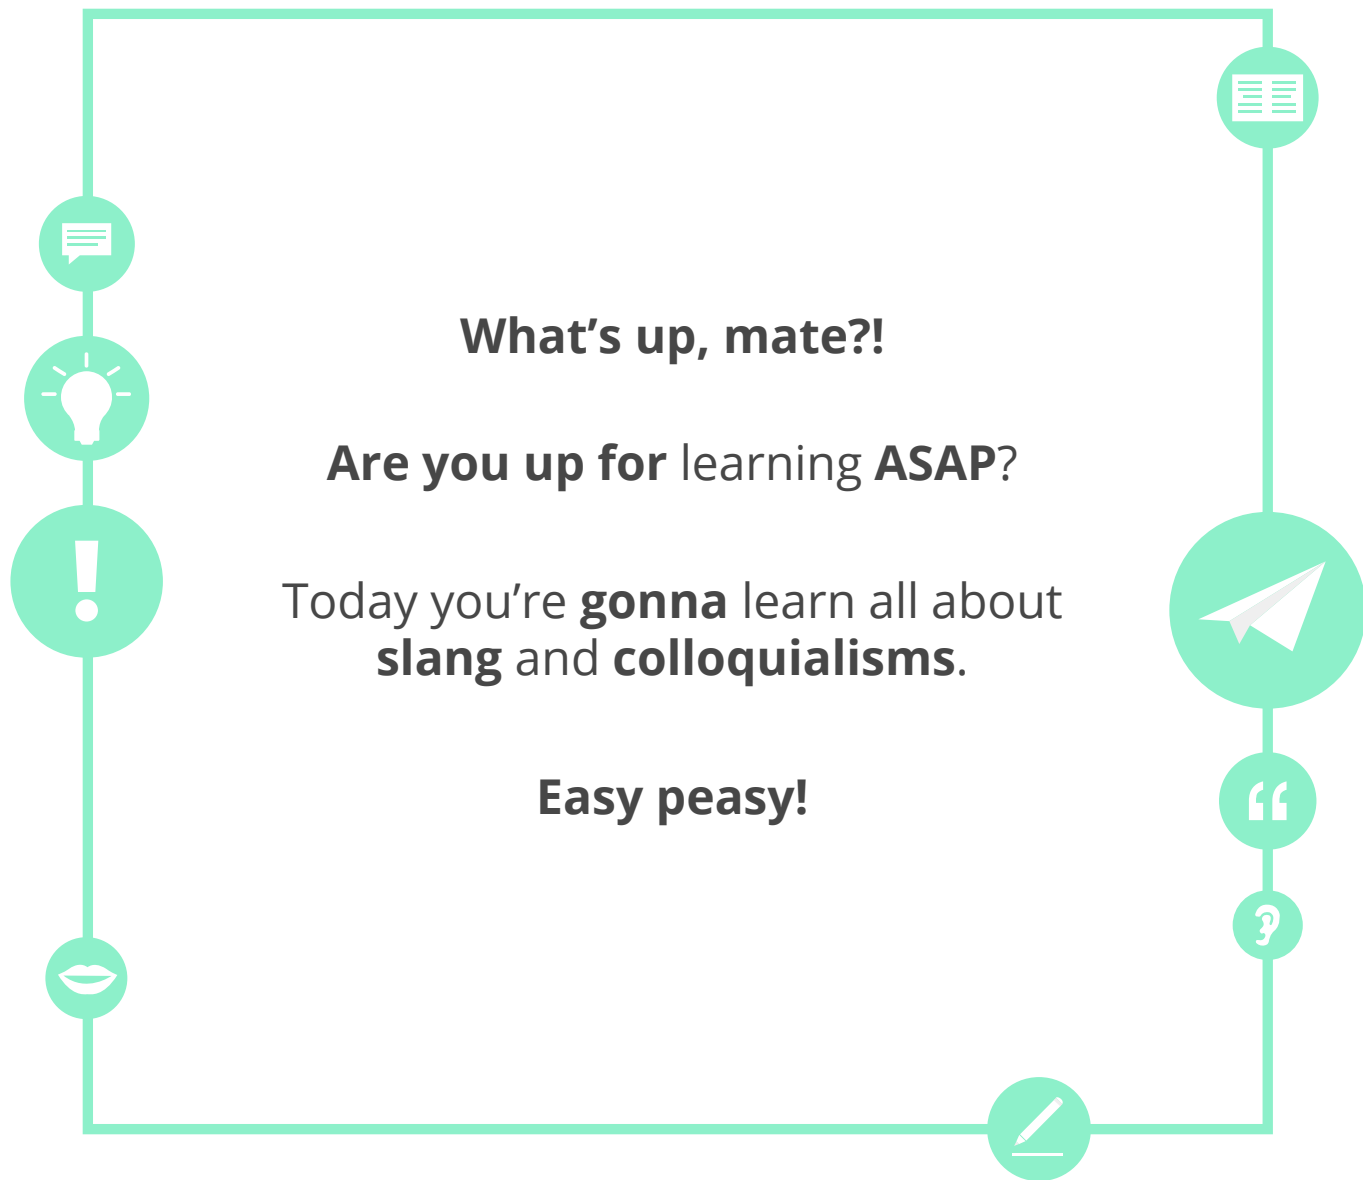 What’s up, mate?!
Are you up for learning ASAP?
Today you’re gonna learn all about
slang and colloquialisms.
Easy peasy!